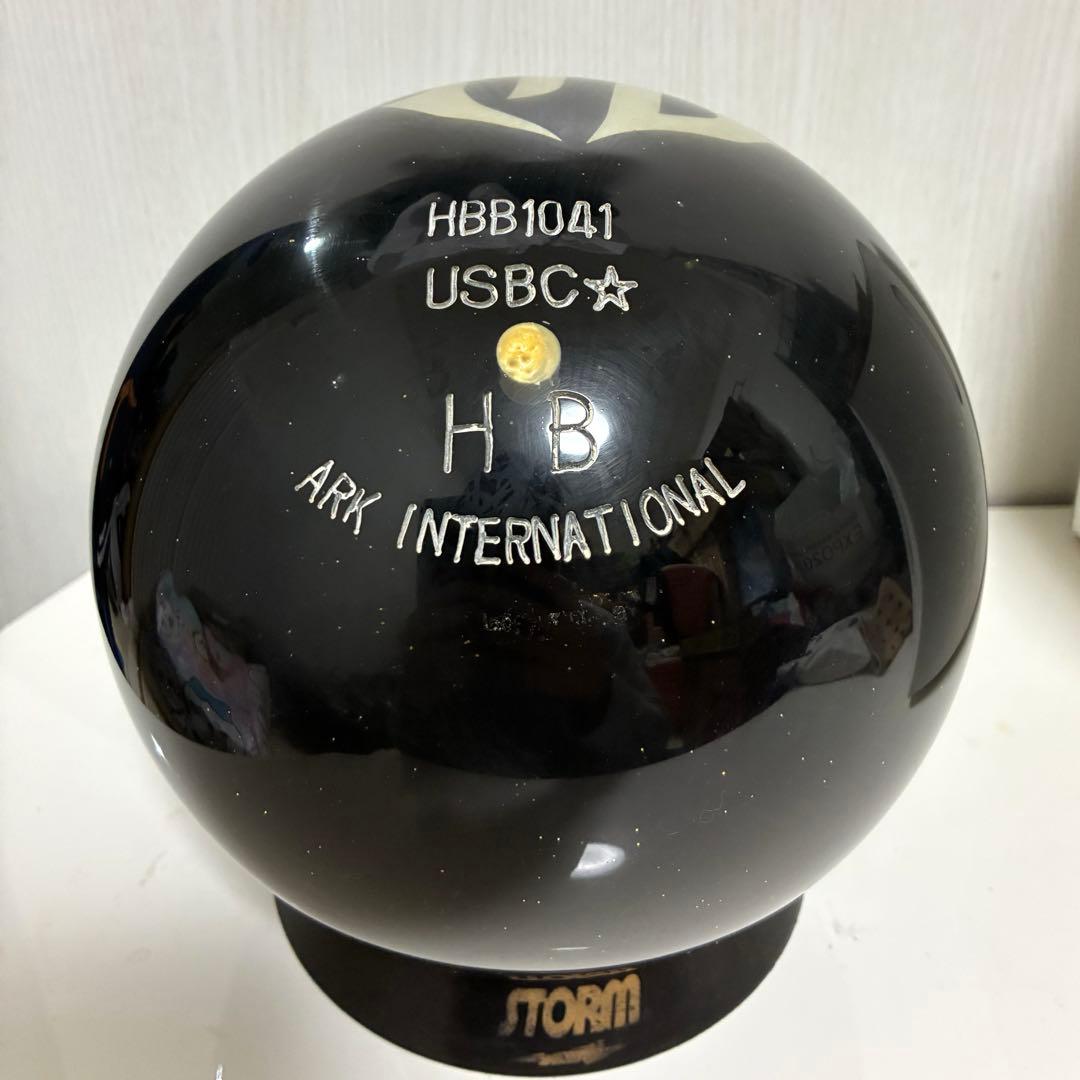 HBB1041
USBC☆
H B
ARK INTERNATIONAL
STORM